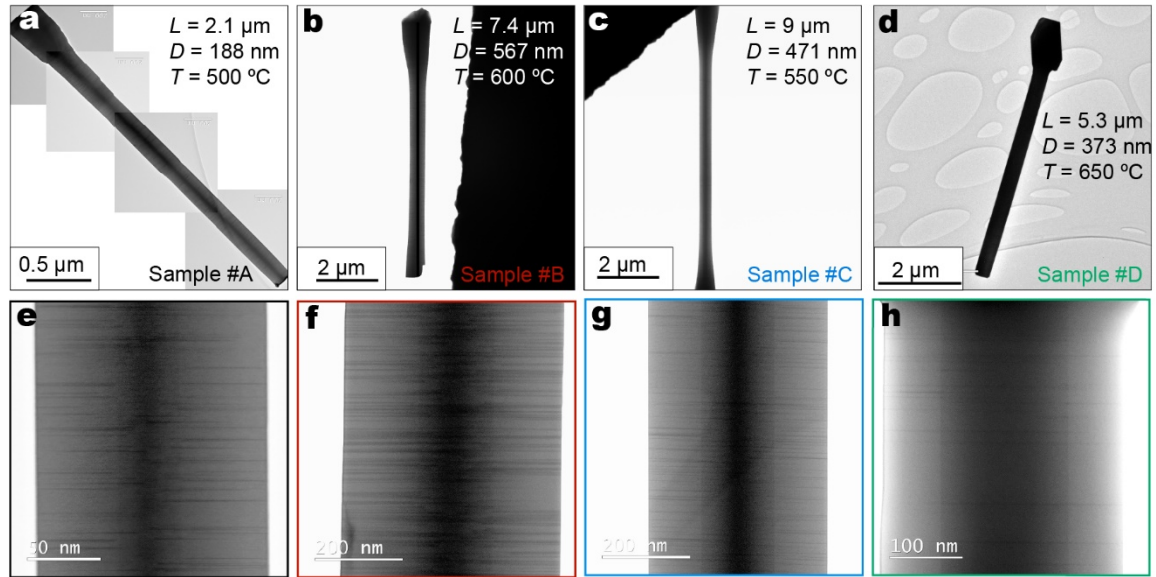 a
L = 2.1 μm
D = 188 nm
T = 500 ºC
0.5 μm
Sample #A
b
L = 7.4 μm
D = 567 nm
T = 600 ºC
2 μm
Sample #B
c
L = 9 μm
D = 471 nm
T = 550 ºC
2 μm
Sample #C
d
L = 5.3 μm
D = 373 nm
T = 650 ºC
2 μm
Sample #D
e
50 nm
f
200 nm
g
200 nm
h
100 nm